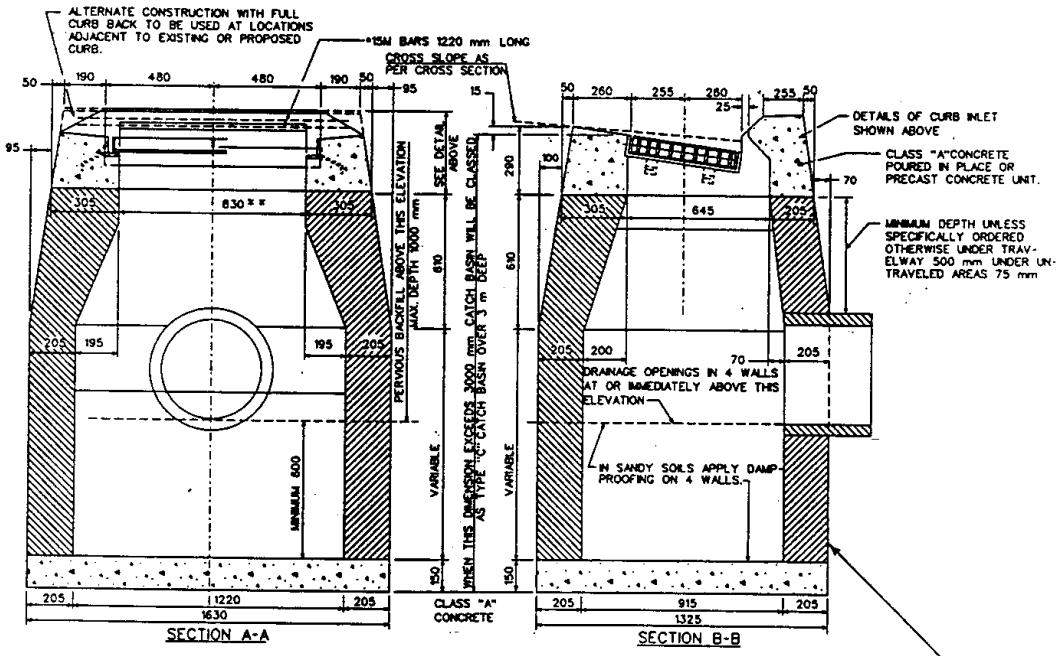 ALTERNATE CONSTRUCTION WITH FULL
CURB BACK TO BE USED AT LOCATIONS
ADJACENT TO EXISTING OR PROPOSED
CURB.
*15M BARS 1220 mm LONG
CROSS SLOPE AS
PER CROSS SECTION
50 190 480 480 190 50
95
15
50 260 255 260 255 50
25
DETAILS OF CURB INLET
SHOWN ABOVE
CLASS "A"CONCRETE
POURED IN PLACE OR
PRECAST CONCRETE UNIT.
95
SEE DETAIL
ABOVE
290
100
70
305 830** 305
305 645 205
MINIMUM DEPTH UNLESS
SPECIFICALLY ORDERED
OTHERWISE UNDER TRAV-
ELWAY 500 mm UNDER UN-
TRAVELED AREAS 75 mm
PERVIOUS BACKFILL ABOVE THIS ELEVATION
MAX. DEPTH 1000 mm
610
WHEN THIS DIMENSION EXCEEDS 3000 mm CATCH BASIN WILL BE CLASSED
AS TYPE "C" CATCH BASIN OVER 3 m DEEP
610
205 195 195 205
205 200 70 205
DRAINAGE OPENINGS IN 4 WALLS
AT OR IMMEDIATELY ABOVE THIS
ELEVATION
MINIMUM 600
VARIABLE
VARIABLE
IN SANDY SOILS APPLY DAMP-
PROOFING ON 4 WALLS.
150
150
CLASS "A"
CONCRETE
205 1220 205
1630
SECTION A-A
205 915 205
1325
SECTION B-B